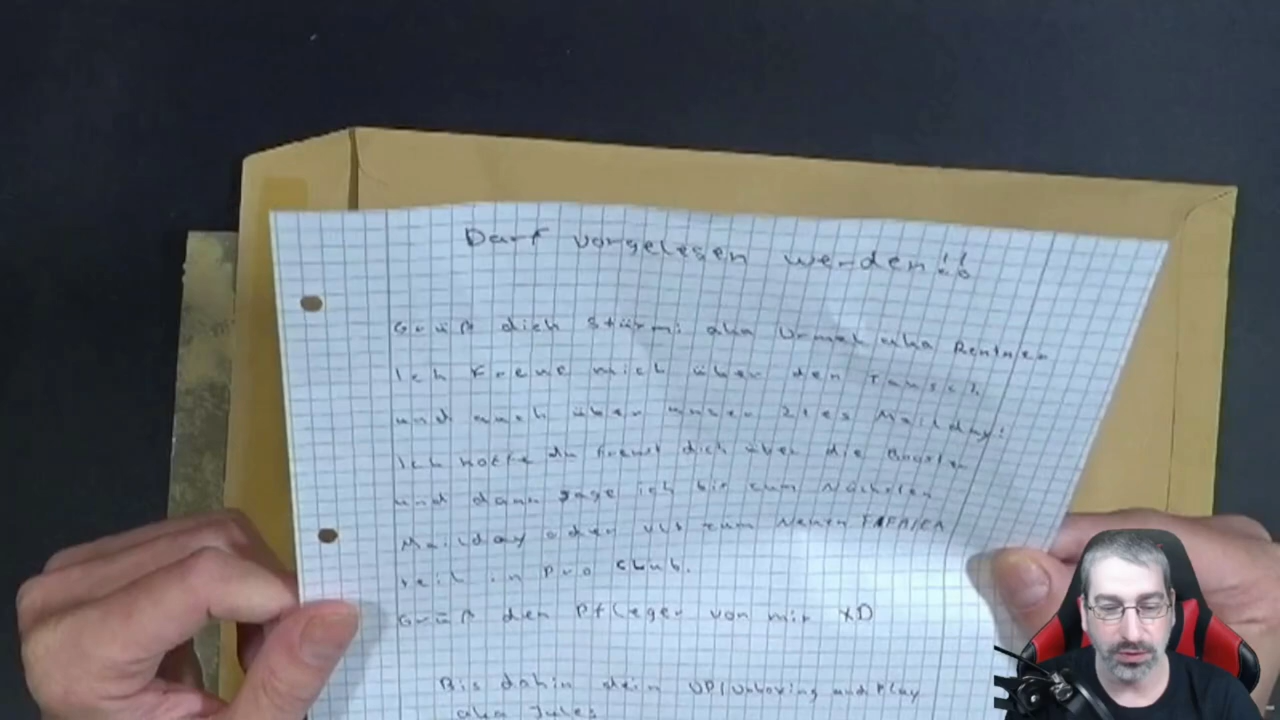 Darf vorgelesen werden!!
Grüß dich Stürmi aka Urmel aka Rentner
Ich Freue mich über den Tausch
und auch über unser 2tes Mailday!
Ich hoffe du freust dich über die Booster
und dann sage ich bis zum Nächsten
Mailday oder zum Neuen FAFNIR
teil in Pro Club.
Grüß den Pfleger von mir XD
Bis dahin dein UP/Unboxing and Play
aka Jules